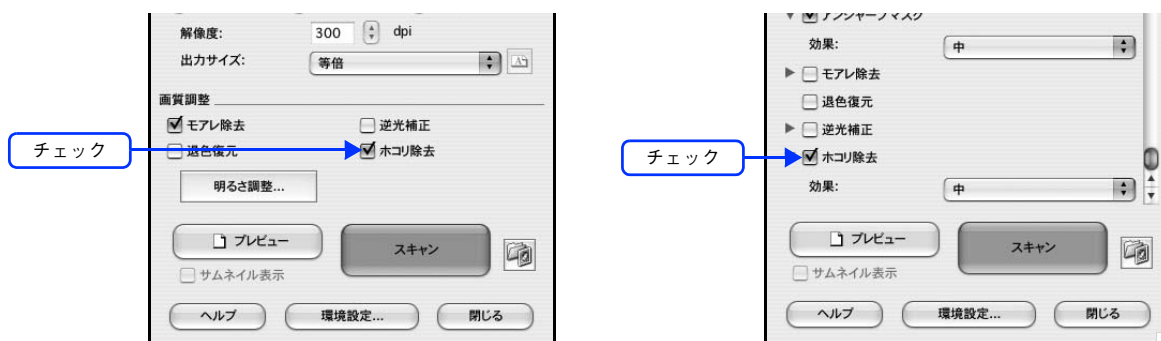 解像度: 300 dpi
出力サイズ: 等倍
画質調整
モアレ除去 逆光補正
チェック
退色復元 ホコリ除去
明るさ調整...
プレビュー スキャン
サムネイル表示
ヘルプ 環境設定... 閉じる
アンシャープマスク
効果: 中
モアレ除去
退色復元
逆光補正
チェック
ホコリ除去
効果: 中
プレビュー スキャン
サムネイル表示
ヘルプ 環境設定... 閉じる